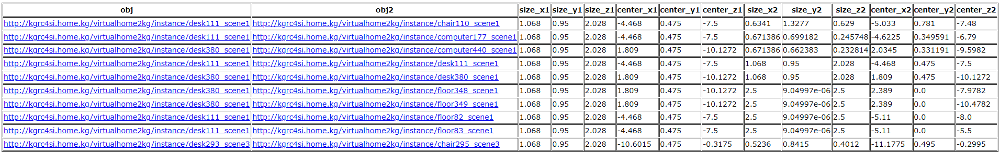 obj obj2 size_x1 size_y1 size_z1 center_x1 center_y1 center_z1 size_x2 size_y2 size_z2 center_x2 center_y2 center_z2
http://kgrc4si.home.kg/virtualhome2kg/instance/desk111_scene1 http://kgrc4si.home.kg/virtualhome2kg/instance/chair110_scene1 1.068 0.95 2.028 -4.468 0.475 -7.5 0.6341 1.3277 0.629 -5.033 0.781 -7.48
http://kgrc4si.home.kg/virtualhome2kg/instance/desk111_scene1 http://kgrc4si.home.kg/virtualhome2kg/instance/computer177_scene1 1.068 0.95 2.028 -4.468 0.475 -7.5 0.671386 0.699182 0.245748 -4.6225 0.349591 -6.79
http://kgrc4si.home.kg/virtualhome2kg/instance/desk380_scene1 http://kgrc4si.home.kg/virtualhome2kg/instance/computer440_scene1 1.068 0.95 2.028 1.809 0.475 -10.1272 0.671386 0.662383 0.232814 2.0345 0.331191 -9.5982
http://kgrc4si.home.kg/virtualhome2kg/instance/desk111_scene1 http://kgrc4si.home.kg/virtualhome2kg/instance/desk111_scene1 1.068 0.95 2.028 -4.468 0.475 -7.5 1.068 0.95 2.028 -4.468 0.475 -7.5
http://kgrc4si.home.kg/virtualhome2kg/instance/desk380_scene1 http://kgrc4si.home.kg/virtualhome2kg/instance/desk380_scene1 1.068 0.95 2.028 1.809 0.475 -10.1272 1.068 0.95 2.028 1.809 0.475 -10.1272
http://kgrc4si.home.kg/virtualhome2kg/instance/desk380_scene1 http://kgrc4si.home.kg/virtualhome2kg/instance/floor348_scene1 1.068 0.95 2.028 1.809 0.475 -10.1272 2.5 9.04997e-06 2.5 2.389 0.0 -7.9782
http://kgrc4si.home.kg/virtualhome2kg/instance/desk380_scene1 http://kgrc4si.home.kg/virtualhome2kg/instance/floor349_scene1 1.068 0.95 2.028 1.809 0.475 -10.1272 2.5 9.04997e-06 2.5 2.389 0.0 -10.4782
http://kgrc4si.home.kg/virtualhome2kg/instance/desk111_scene1 http://kgrc4si.home.kg/virtualhome2kg/instance/floor82_scene1 1.068 0.95 2.028 -4.468 0.475 -7.5 2.5 9.04997e-06 2.5 -5.11 0.0 -8.0
http://kgrc4si.home.kg/virtualhome2kg/instance/desk111_scene1 http://kgrc4si.home.kg/virtualhome2kg/instance/floor83_scene1 1.068 0.95 2.028 -4.468 0.475 -7.5 2.5 9.04997e-06 2.5 -5.11 0.0 -5.5
http://kgrc4si.home.kg/virtualhome2kg/instance/desk293_scene3 http://kgrc4si.home.kg/virtualhome2kg/instance/chair295_scene3 1.068 0.95 2.028 -10.6015 0.475 -0.3175 0.5236 0.8415 0.4012 -11.1775 0.495 -0.2995